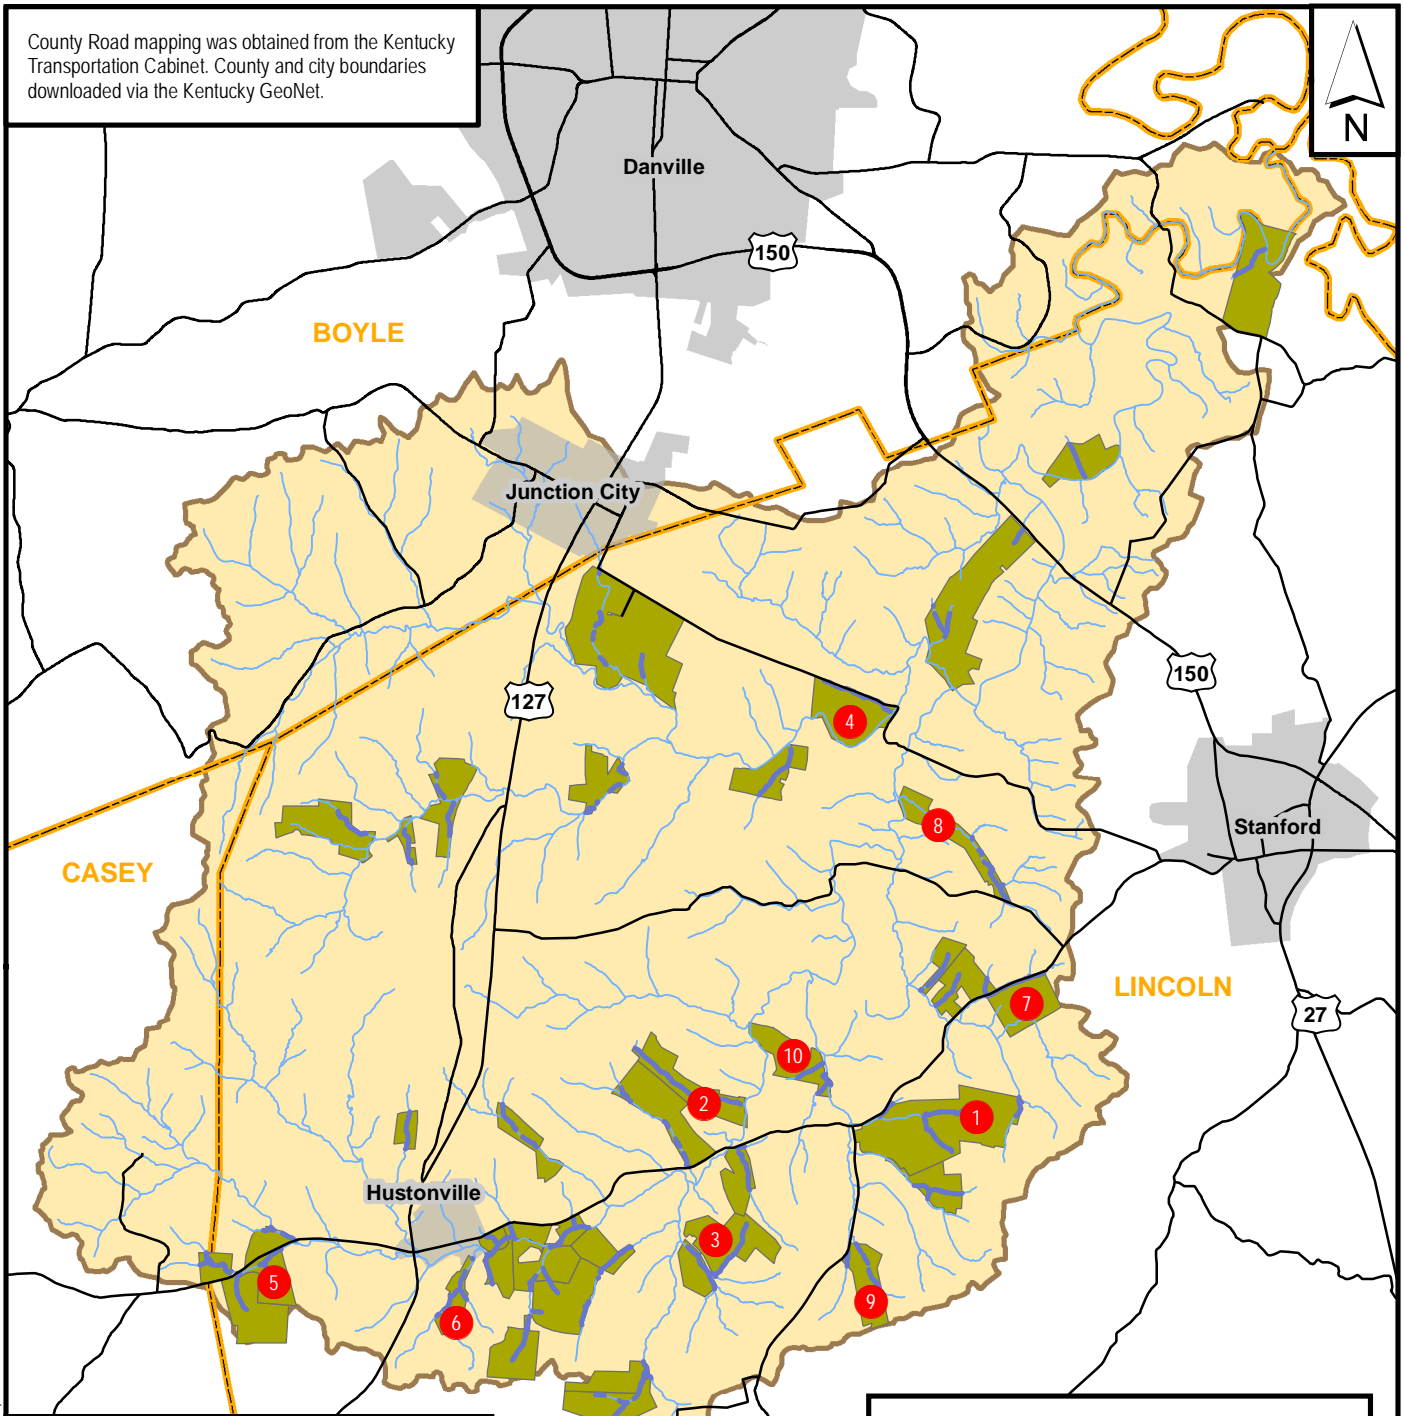 County Road mapping was obtained from the Kentucky
Transportation Cabinet. County and city boundaries
downloaded via the Kentucky GeoNet.
N
Danville
150
BOYLE
Junction City
127
150
4
Stanford
8
CASEY
LINCOLN
7
27
10
2
1
Hustonville
3
5
9
6